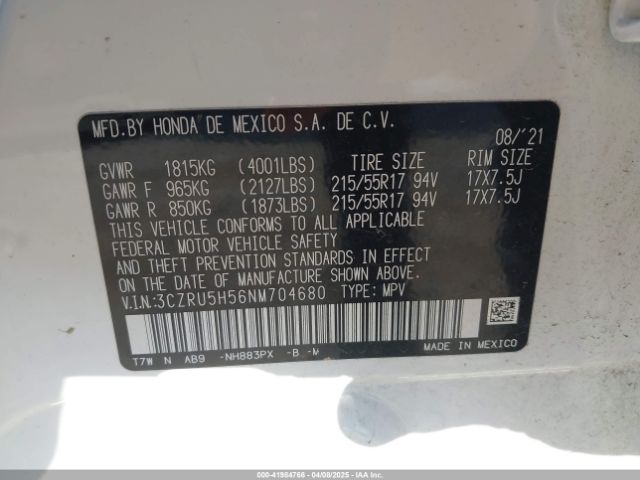 MFD.BY HONDA DE MEXICO S.A. DE C.V.
08/'21
GVWR 1815KG (4001LBS) TIRE SIZE RIM SIZE
GAWR F 965KG (2127LBS) 215/55R17 94V 17X7.5J
GAWR R 850KG (1873LBS) 215/55R17 94V 17X7.5J
THIS VEHICLE CONFORMS TO ALL APPLICABLE
FEDERAL MOTOR VEHICLE SAFETY
AND THEFT PREVENTION STANDARDS IN EFFECT
ON THE DATE OF MANUFACTURE SHOWN ABOVE.
V.I.N.:3CZRU5H56NM704680 TYPE: MPV
T7W N AB9 -NH883PX -B -M
MADE IN MEXICO
000-41984766 - 04/08/2025 - IAAI.COM